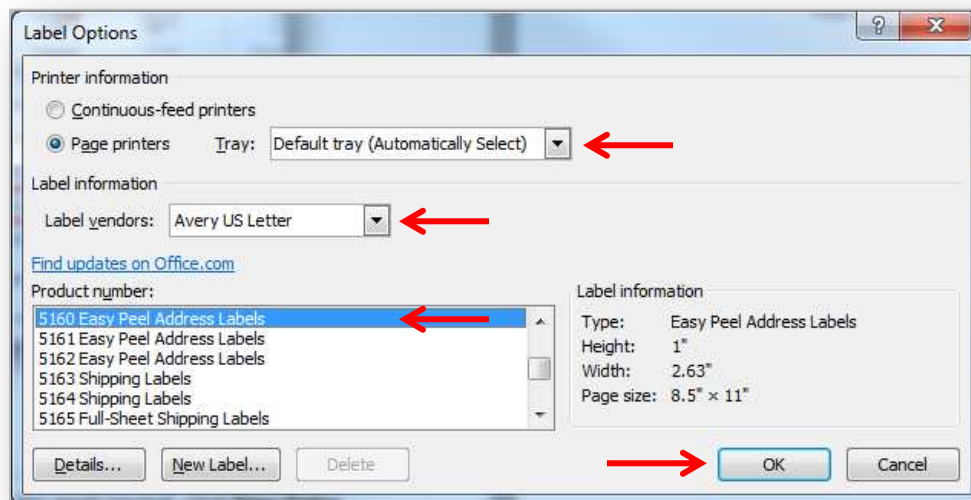 Label Options
Printer information
Continuous-feed printers
Page printers Tray: Default tray (Automatically Select)
Label information
Label vendors: Avery US Letter
Find updates on Office.com
Product number:
5160 Easy Peel Address Labels
5161 Easy Peel Address Labels
5162 Easy Peel Address Labels
5163 Shipping Labels
5164 Shipping Labels
5165 Full-Sheet Shipping Labels
Label information
Type: Easy Peel Address Labels
Height: 1"
Width: 2.63"
Page size: 8.5" × 11"
Details... New Label... Delete OK Cancel